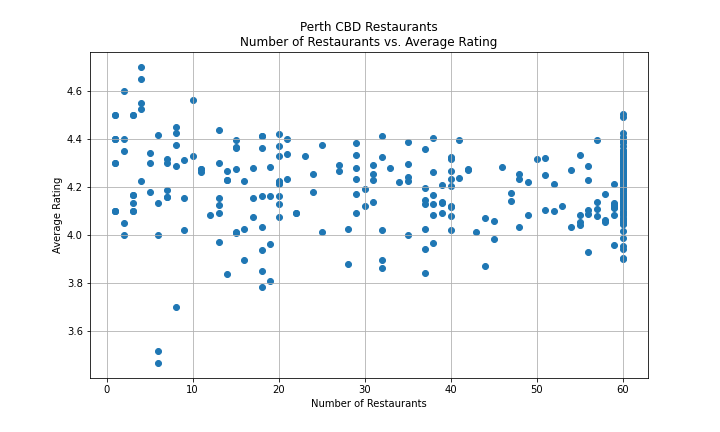 Perth CBD Restaurants
Number of Restaurants vs. Average Rating
4.6
4.4
4.2
4.0
3.8
3.6
Average Rating
0 10 20 30 40 50 60
Number of Restaurants